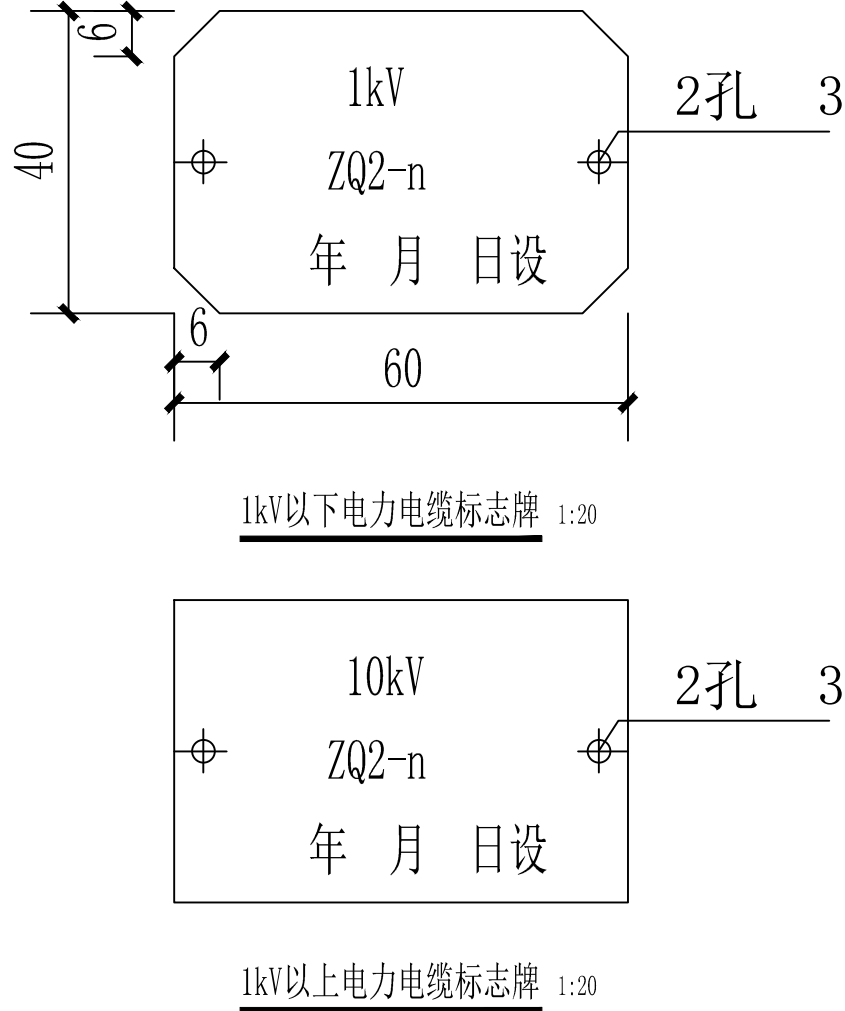 6
1kV
2孔 3
40
ZQ2-n
年 月 日设
6
60
1kV以下电力电缆标志牌 1:20
10kV
2孔 3
ZQ2-n
年 月 日设
1kV以上电力电缆标志牌 1:20